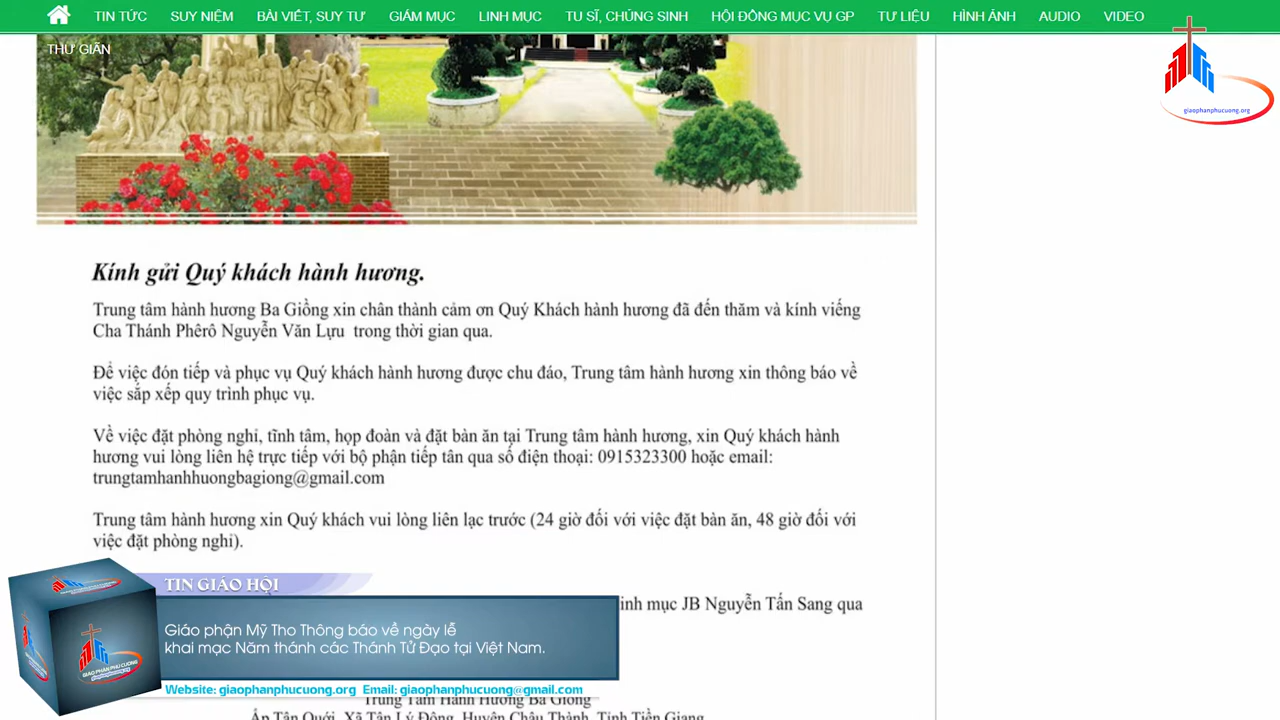 TIN TỨC SUY NIỆM BÀI VIẾT, SUY TƯ GIÁM MỤC LINH MỤC TU SĨ, CHỦNG SINH HỘI ĐỒNG MỤC VỤ GP TƯ LIỆU HÌNH ẢNH AUDIO VIDEO
THƯ GIÃN
giaophanphucuong.org
Kính gửi Quý khách hành hương.
Trung tâm hành hương Ba Giồng xin chân thành cảm ơn Quý Khách hành hương đã đến thăm và kính viếng
Cha Thánh Phêrô Nguyễn Văn Lựu trong thời gian qua.
Để việc đón tiếp và phục vụ Quý khách hành hương được chu đáo, Trung tâm hành hương xin thông báo về
việc sắp xếp quy trình phục vụ.
Về việc đặt phòng nghỉ, tĩnh tâm, họp đoàn và đặt bàn ăn tại Trung tâm hành hương, xin Quý khách hành
hương vui lòng liên hệ trực tiếp với bộ phận tiếp tân qua số điện thoại: 0915323300 hoặc email:
trungtamhanhhuongbagiong@gmail.com
Trung tâm hành hương xin Quý khách vui lòng liên lạc trước (24 giờ đối với việc đặt bàn ăn, 48 giờ đối với
việc đặt phòng nghỉ).
TIN GIÁO HỘI
inh mục JB Nguyễn Tấn Sang qua
Giáo phận Mỹ Tho Thông báo về ngày lễ
khai mạc Năm thánh các Thánh Tử Đạo tại Việt Nam.
GIÁO PHẬN PHÚ CƯỜNG
Website: giaophanphucuong.org Email: giaophanphucuong@gmail.com
Trung Tâm Hành Hương Ba Giồng
Ấp Tân Quới, Xã Tân Lý Đông, Huyện Châu Thành, Tỉnh Tiền Giang